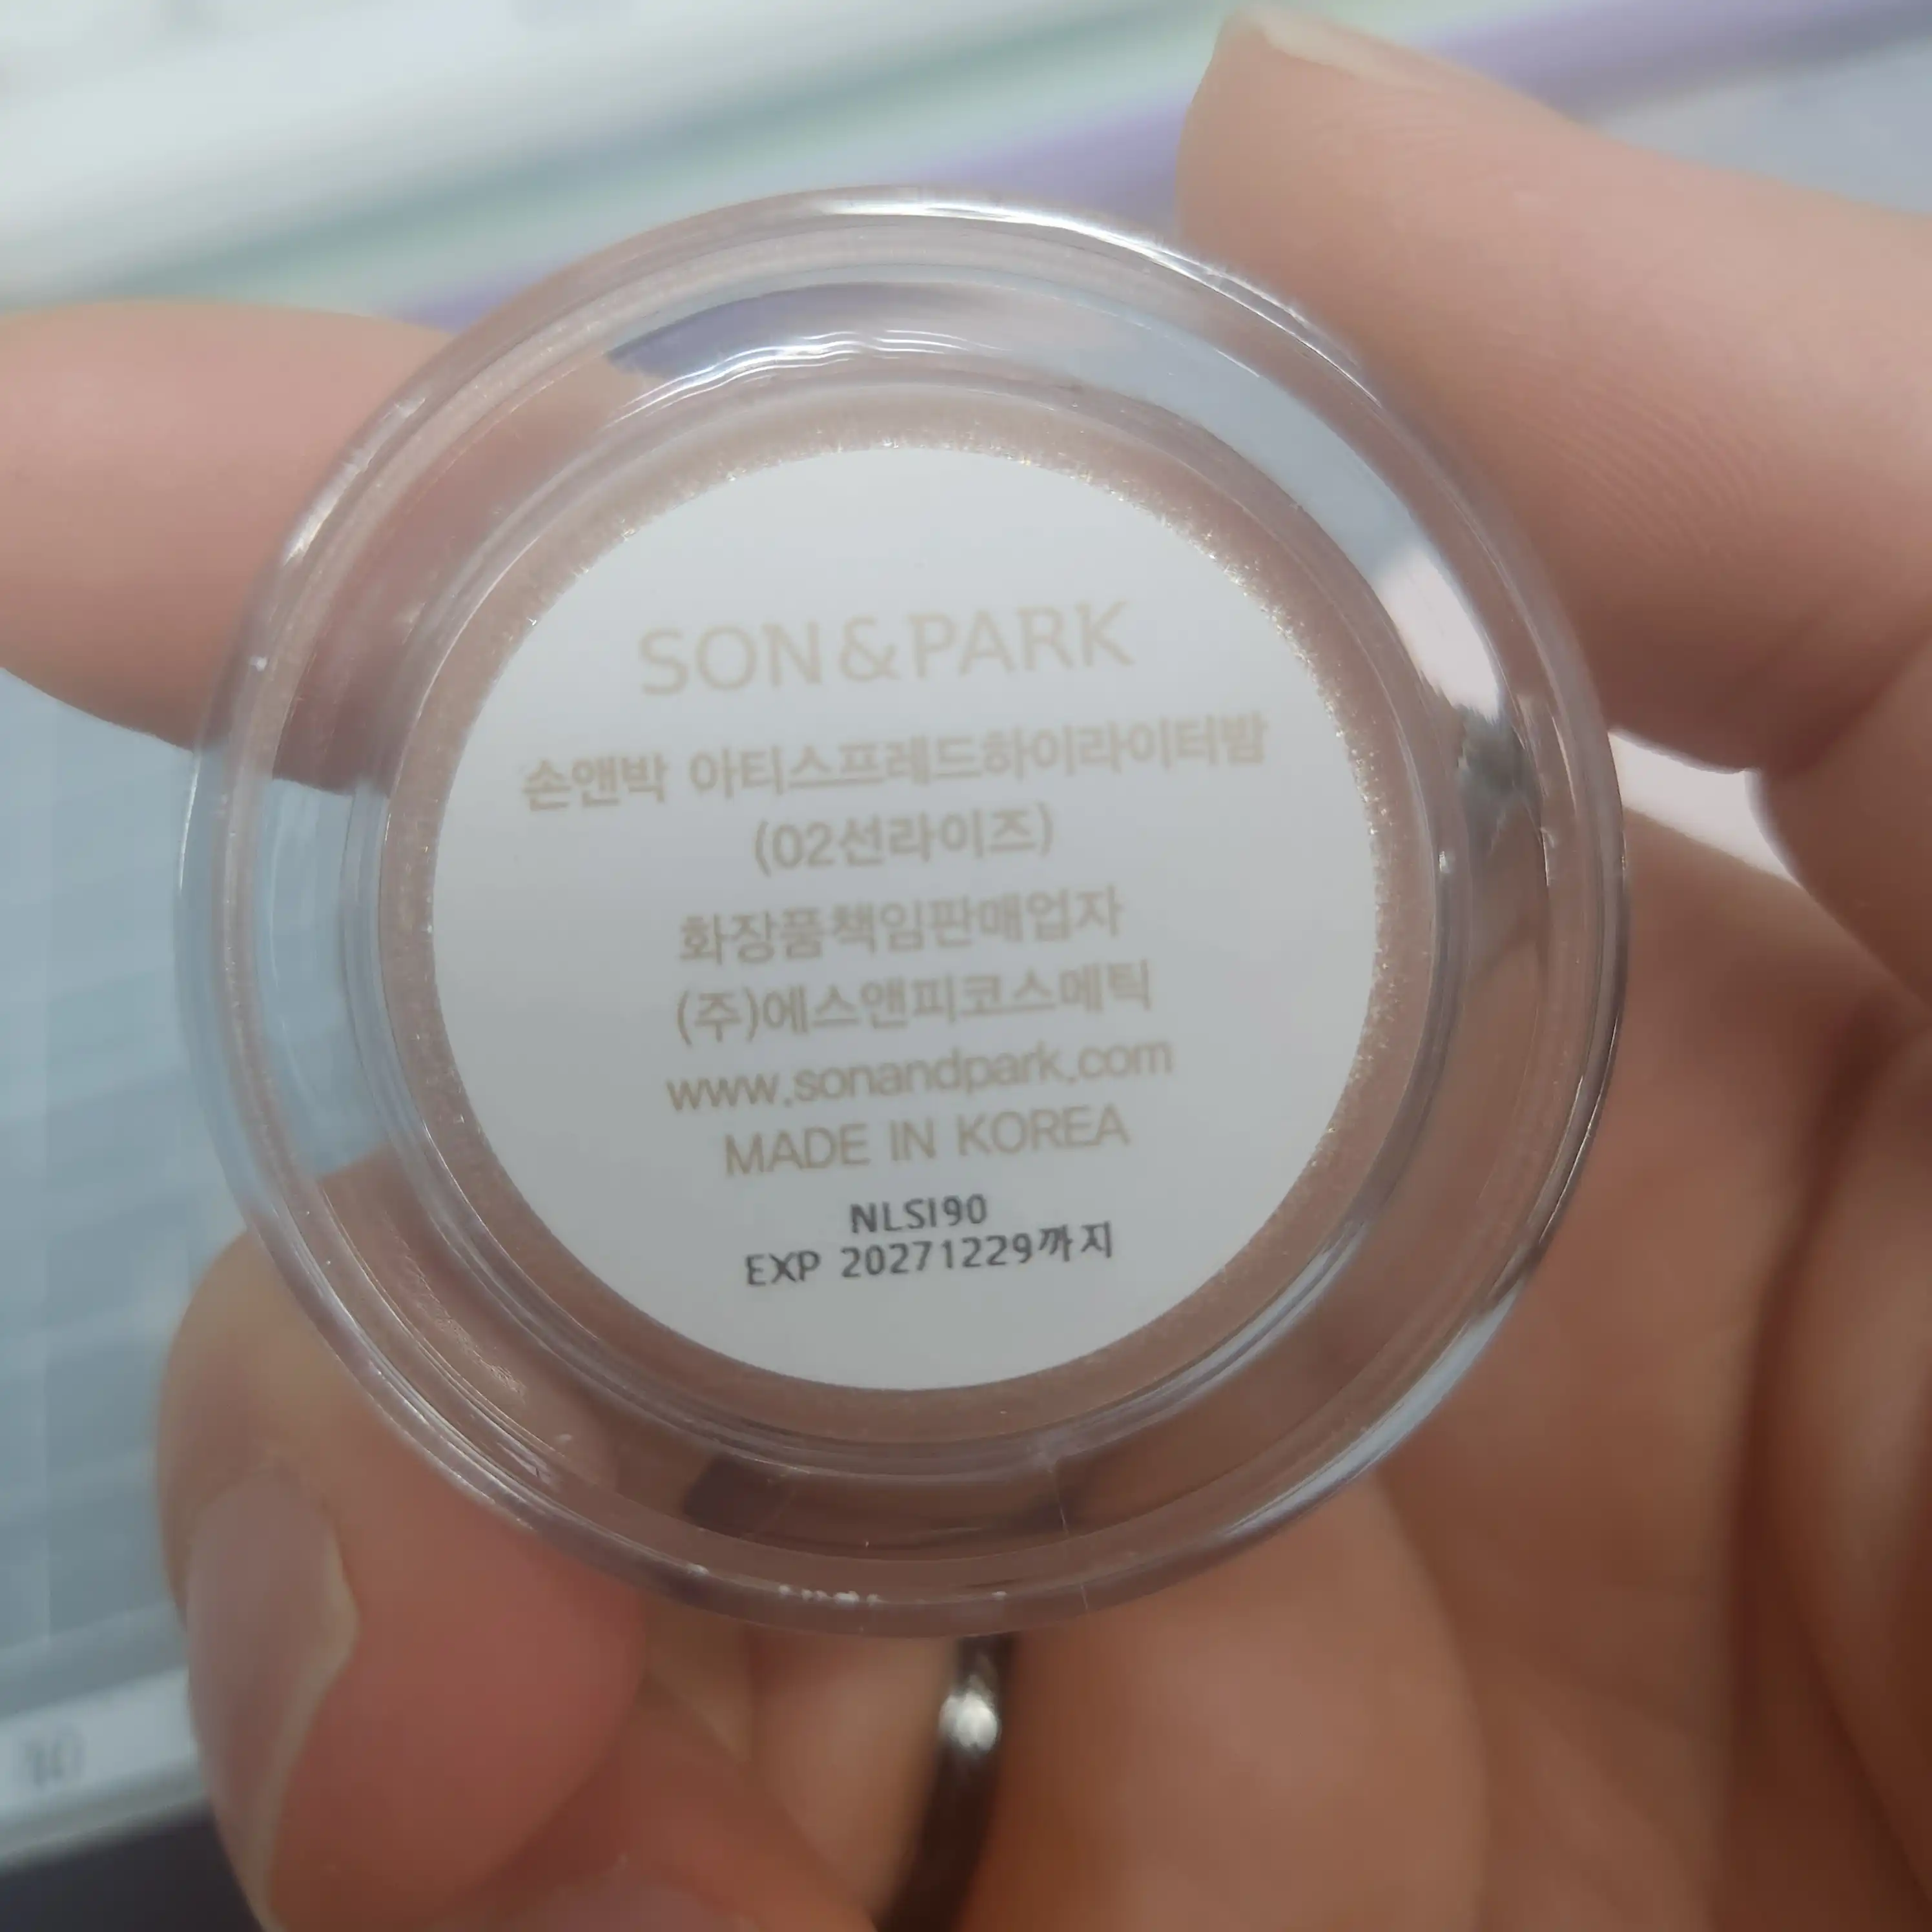 SON&PARK
손앤박 아티스프레드하이라이터밤
(02선라이즈)
화장품책임판매업자
(주)에스앤피코스메틱
www.sonandpark.com
MADE IN KOREA
NLSI90
EXP 20271229까지